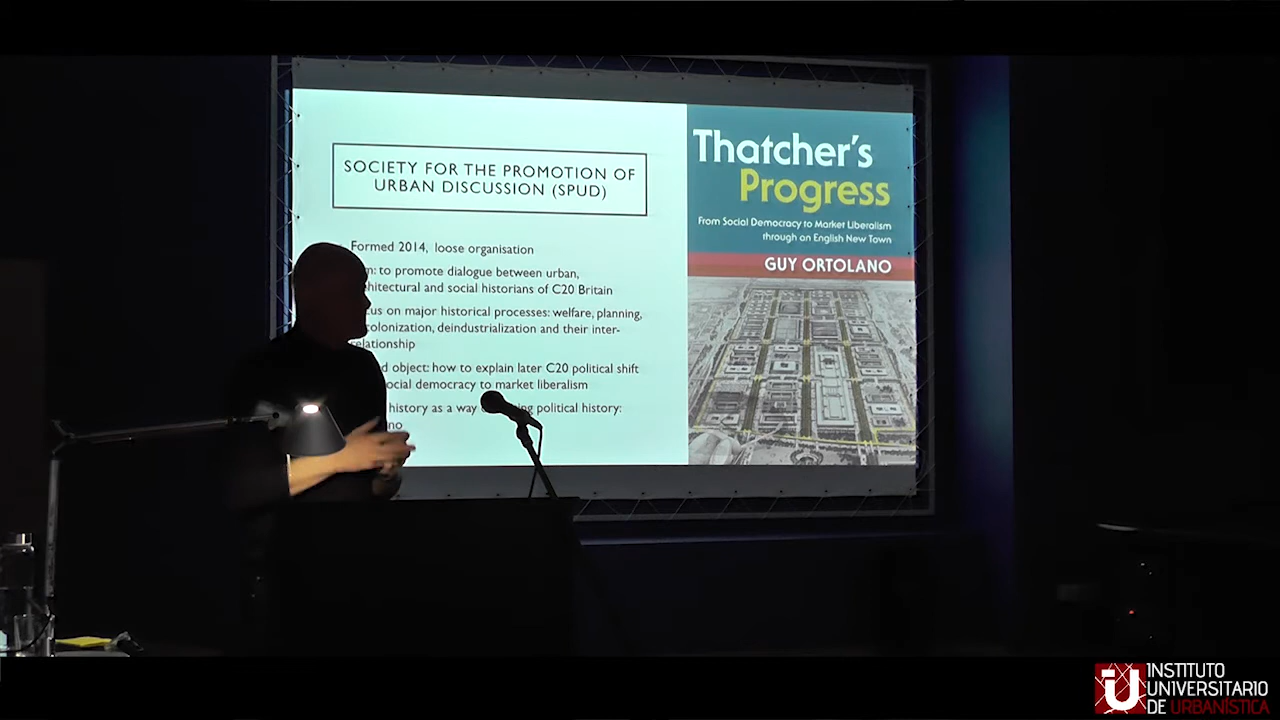 SOCIETY FOR THE PROMOTION OF
URBAN DISCUSSION (SPUD)
Formed 2014, loose organisation
to promote dialogue between urban,
and social historians of C20 Britain
on major historical processes: welfare, planning,
deindustrialization and their inter-
relationship
object: how to explain later C20 political shift
social democracy to market liberalism
history as a way political history:
Thatcher's
Progress
From Social Democracy to Market Liberalism
through an English New Town
GUY ORTOLANO
INSTITUTO
UNIVERSITARIO
DE URBANÍSTICA